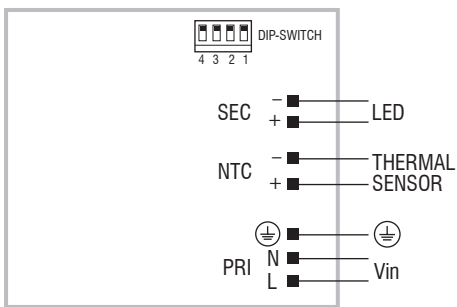 DIP-SWITCH
4 3 2 1
SEC − + LED
NTC − + THERMAL SENSOR
PRI N L Vin